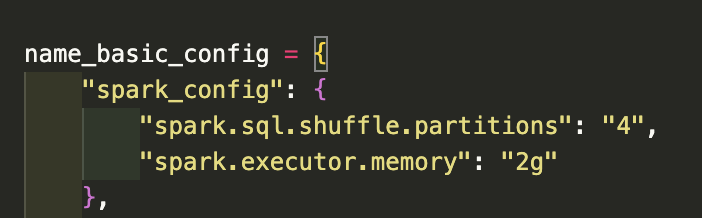 name_basic_config = {
    "spark_config": {
        "spark.sql.shuffle.partitions": "4",
        "spark.executor.memory": "2g"
    },